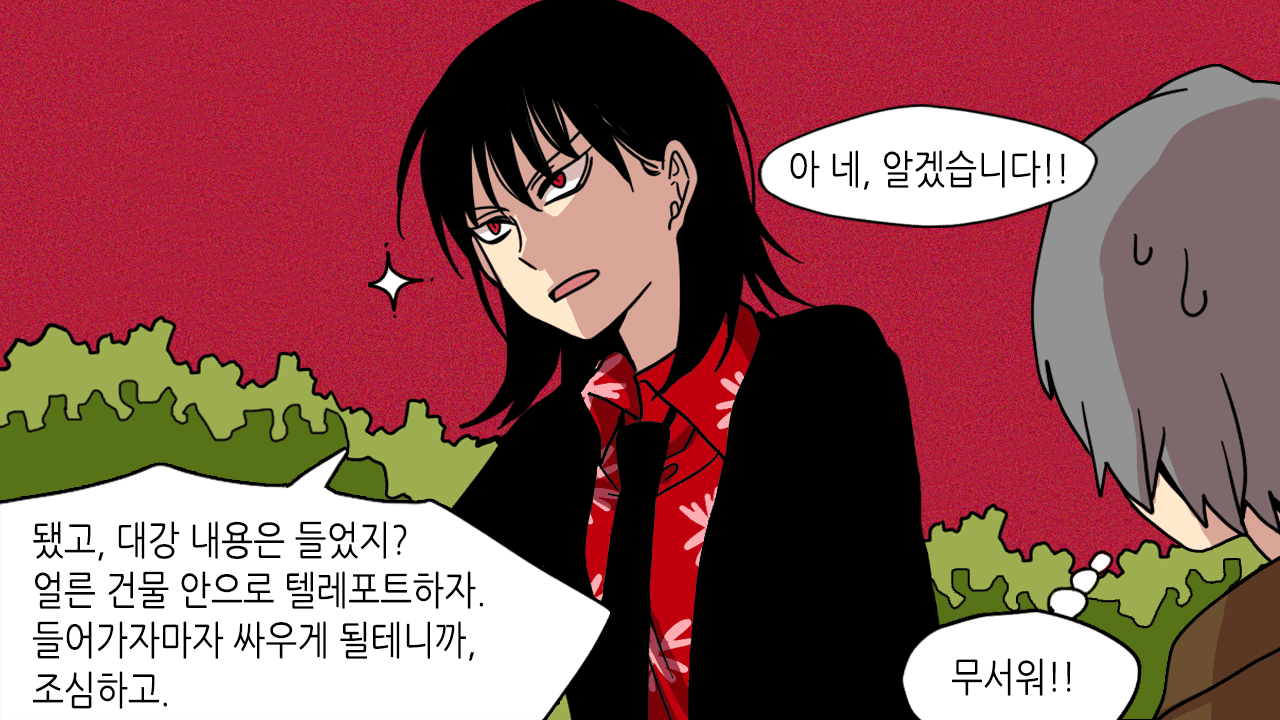 아 네, 알겠습니다!!
됐고, 대강 내용은 들었지?
얼른 건물 안으로 텔레포트하자.
들어가자마자 싸우게 될테니까,
조심하고.
무서워!!